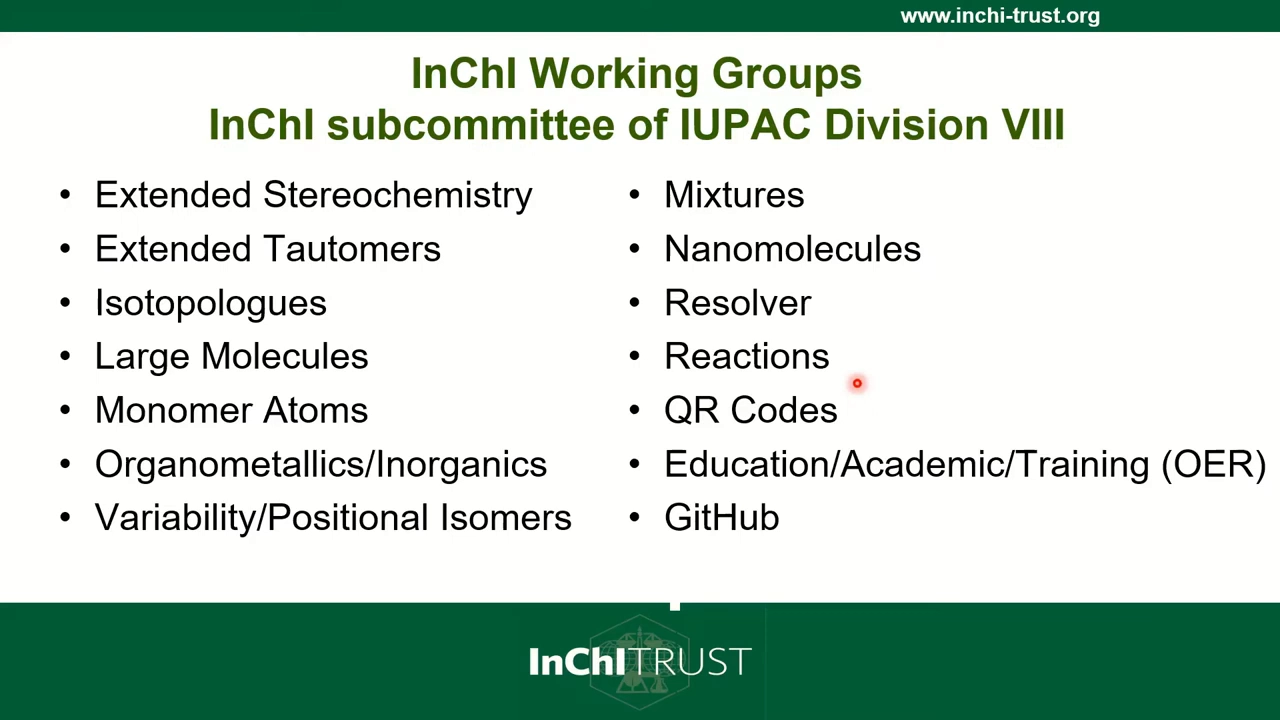 www.inchi-trust.org
InChI Working Groups
InChI subcommittee of IUPAC Division VIII
• Extended Stereochemistry
• Extended Tautomers
• Isotopologues
• Large Molecules
• Monomer Atoms
• Organometallics/Inorganics
• Variability/Positional Isomers
• Mixtures
• Nanomolecules
• Resolver
• Reactions
• QR Codes
• Education/Academic/Training (OER)
• GitHub
InChITRUST